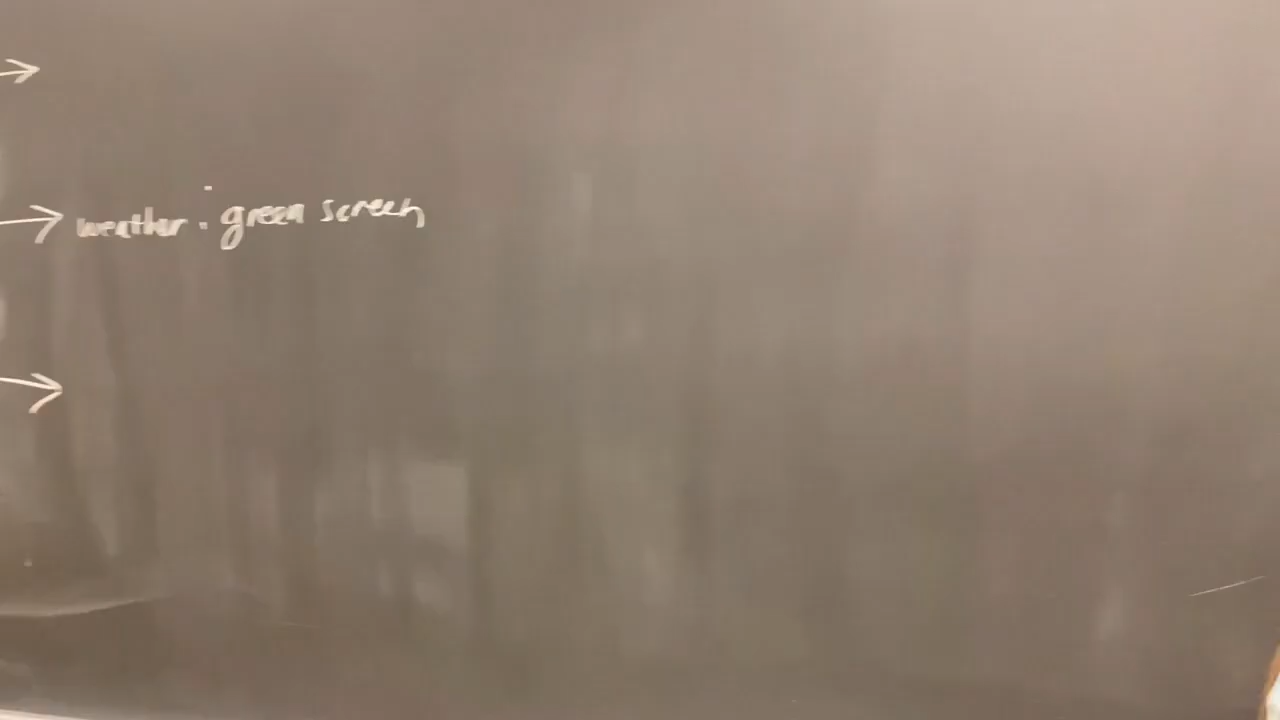 →
→ weather : green screen
→